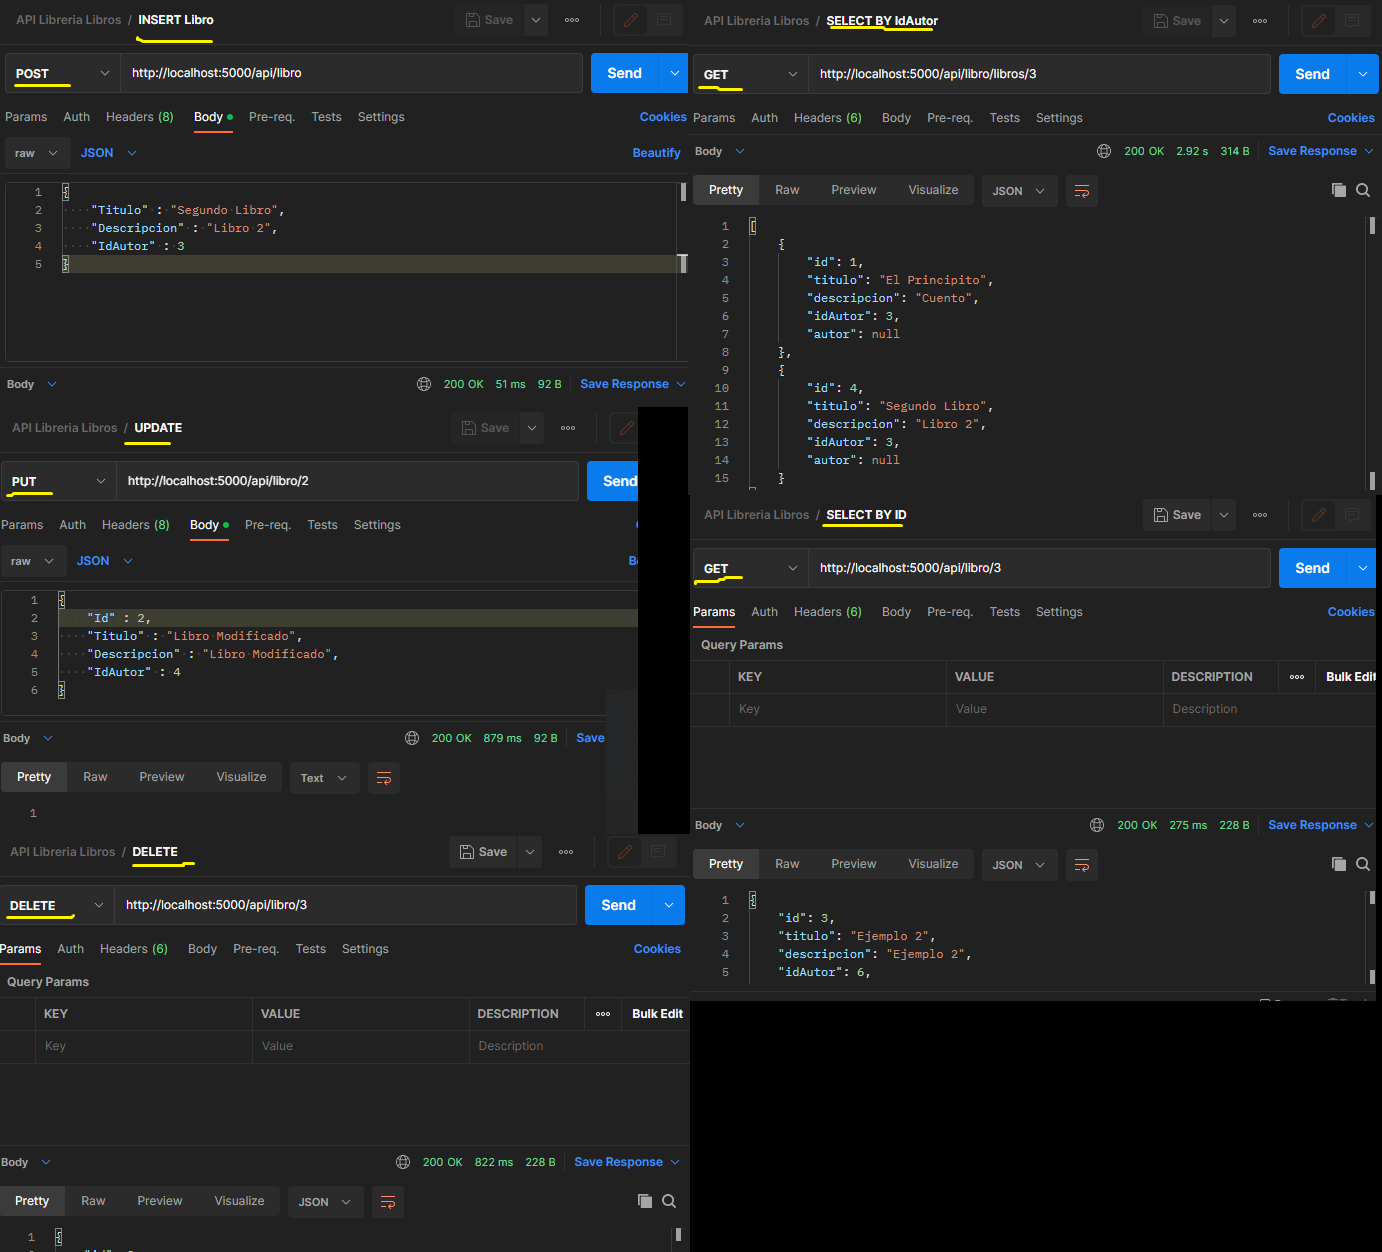 API Libreria Libros / INSERT Libro
Save
POST
http://localhost:5000/api/libro
Send
Params Auth Headers (8) Body Pre-req. Tests Settings Cookies
raw JSON Beautify
1 {
2 "Titulo" : "Segundo Libro",
3 "Descripcion" : "Libro 2",
4 "IdAutor" : 3
5 }
Body 200 OK 51 ms 92 B Save Response
API Libreria Libros / UPDATE
Save
PUT
http://localhost:5000/api/libro/2
Send
Params Auth Headers (8) Body Pre-req. Tests Settings
raw JSON
1 {
2 "Id" : 2,
3 "Titulo" : "Libro Modificado",
4 "Descripcion" : "Libro Modificado",
5 "IdAutor" : 4
6 }
Body 200 OK 879 ms 92 B Save
Pretty Raw Preview Visualize Text
1
API Libreria Libros / DELETE
Save
DELETE
http://localhost:5000/api/libro/3
Send
Params Auth Headers (6) Body Pre-req. Tests Settings Cookies
Query Params
KEY VALUE DESCRIPTION Bulk Edit
Key Value Description
Body 200 OK 822 ms 228 B Save Response
Pretty Raw Preview Visualize JSON
1 {
API Libreria Libros / SELECT BY IdAutor
Save
GET
http://localhost:5000/api/libro/libros/3
Send
Params Auth Headers (6) Body Pre-req. Tests Settings Cookies
Body 200 OK 2.92 s 314 B Save Response
Pretty Raw Preview Visualize JSON
1 [
2 {
3 "id": 1,
4 "titulo": "El Principito",
5 "descripcion": "Cuento",
6 "idAutor": 3,
7 "autor": null
8 },
9 {
10 "id": 4,
11 "titulo": "Segundo Libro",
12 "descripcion": "Libro 2",
13 "idAutor": 3,
14 "autor": null
15 }
API Libreria Libros / SELECT BY ID
Save
GET
http://localhost:5000/api/libro/3
Send
Params Auth Headers (6) Body Pre-req. Tests Settings Cookies
Query Params
KEY VALUE DESCRIPTION Bulk Edit
Key Value Description
Body 200 OK 275 ms 228 B Save Response
Pretty Raw Preview Visualize JSON
1 {
2 "id": 3,
3 "titulo": "Ejemplo 2",
4 "descripcion": "Ejemplo 2",
5 "idAutor": 6,